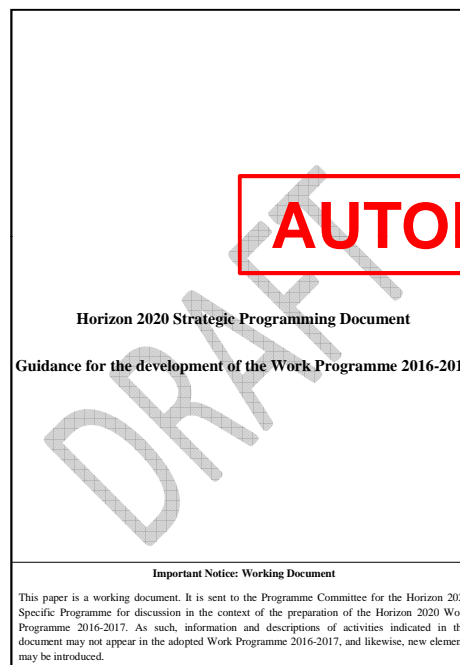 AUTO
Horizon 2020 Strategic Programming Document
Guidance for the development of the Work Programme 2016-201
DRAFT
Important Notice: Working Document
This paper is a working document. It is sent to the Programme Committee for the Horizon 202
Specific Programme for discussion in the context of the preparation of the Horizon 2020 Wo
Programme 2016-2017. As such, information and descriptions of activities indicated in th
document may not appear in the adopted Work Programme 2016-2017, and likewise, new elemen
may be introduced.